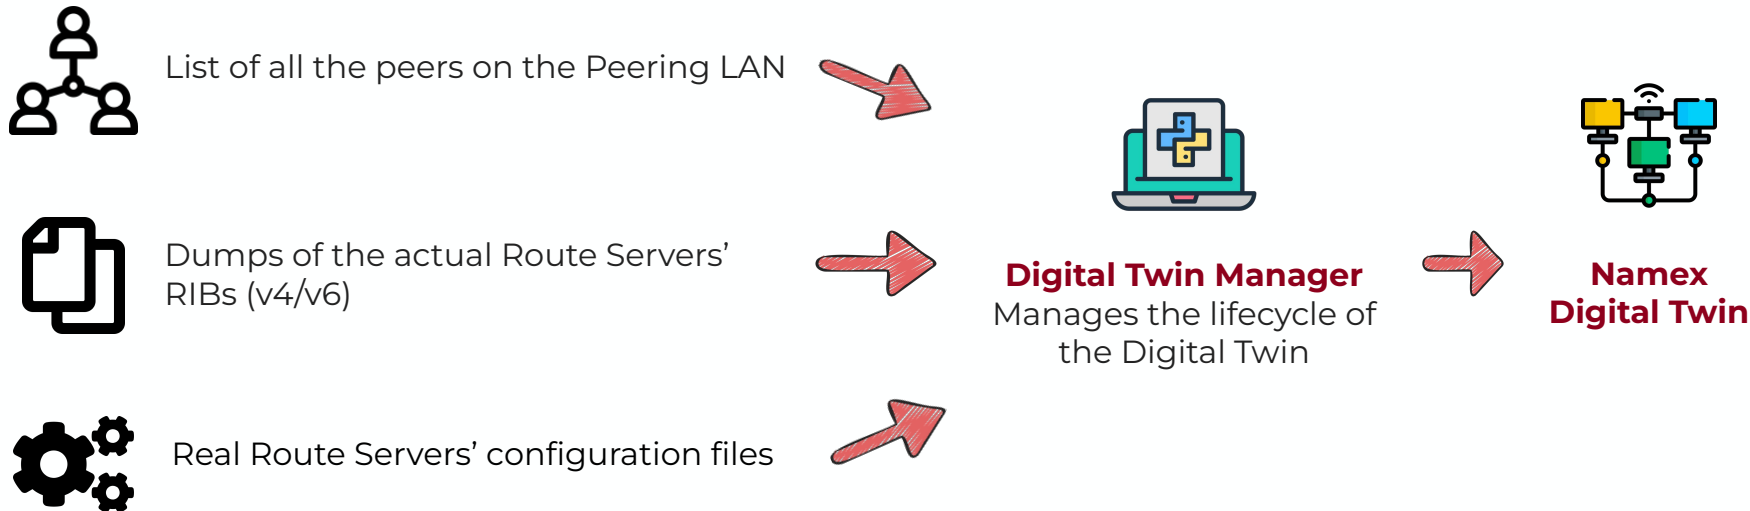 List of all the peers on the Peering LAN
Dumps of the actual Route Servers’
RIBs (v4/v6)
Real Route Servers’ configuration files
Digital Twin Manager
Manages the lifecycle of
the Digital Twin
Namex
Digital Twin